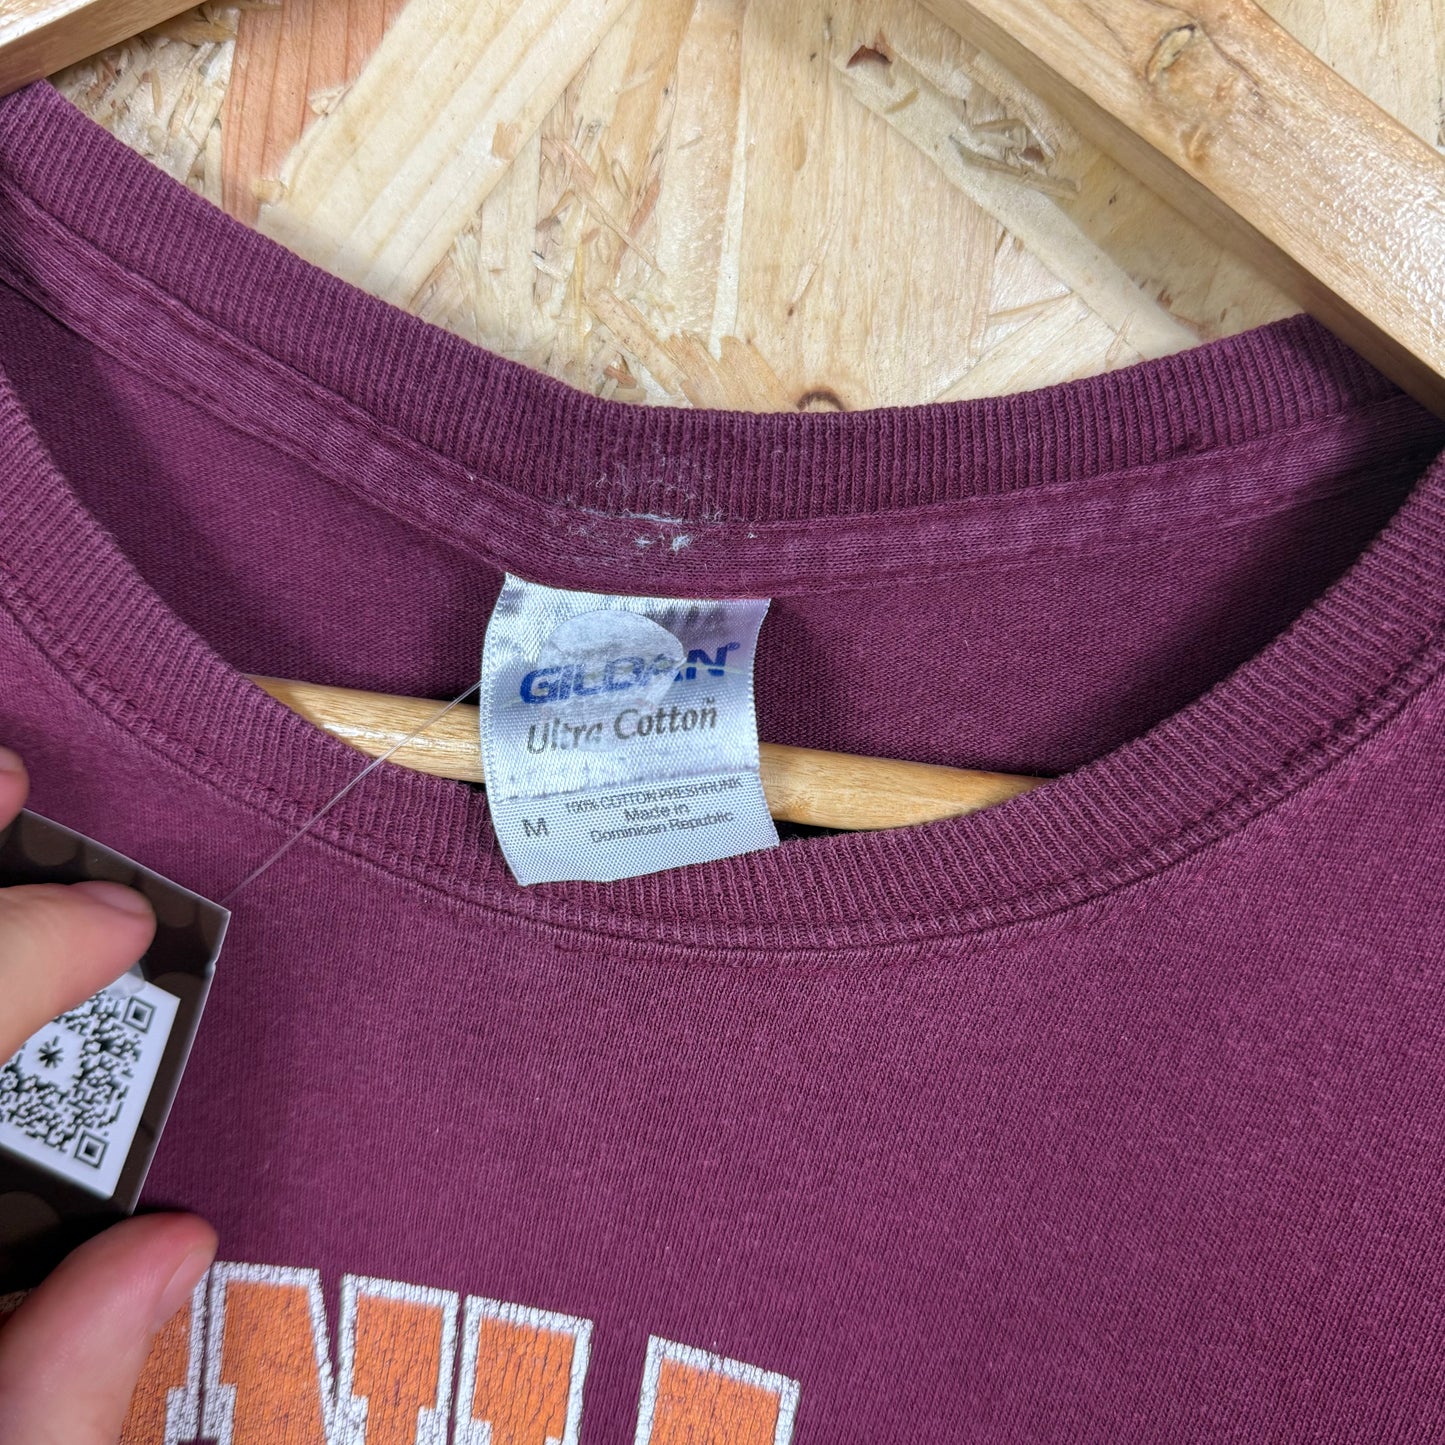 GILDAN®
Ultra Cotton®
M
100% COTTON PRESHRUNK
Made in
Dominican Republic